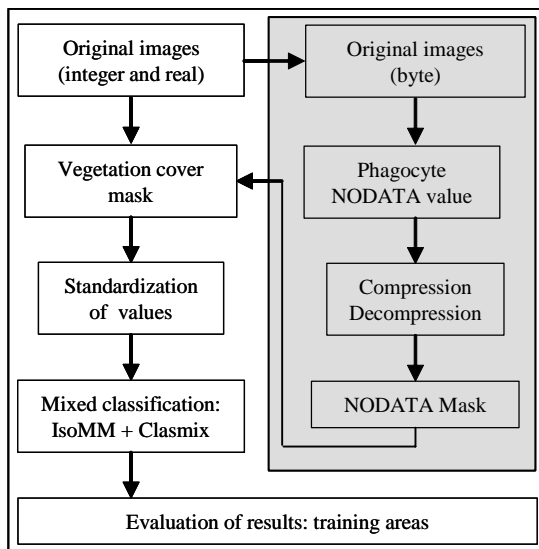 Original images
(integer and real)
Original images
(byte)
Vegetation cover
mask
Phagocyte
NODATA value
Standardization
of values
Compression
Decompression
Mixed classification:
IsoMM + Clasmix
NODATA Mask
Evaluation of results: training areas